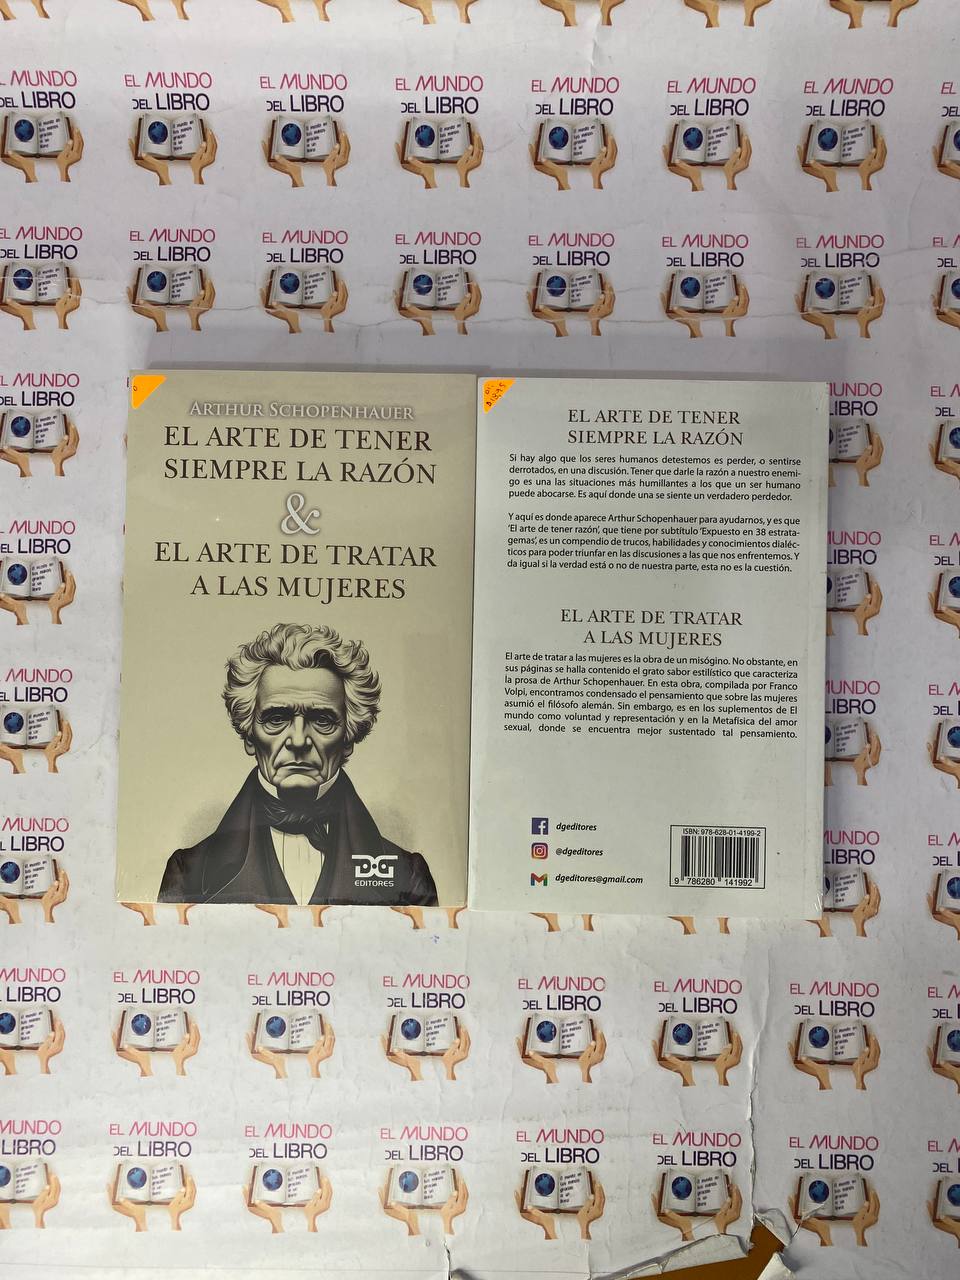 EL MUNDO
DEL LIBRO
ARTHUR SCHOPENHAUER
EL ARTE DE TENER
SIEMPRE LA RAZÓN
&
EL ARTE DE TRATAR
A LAS MUJERES
DG
EDITORES
EL ARTE DE TENER
SIEMPRE LA RAZÓN
Si hay algo que los seres humanos detestemos es perder, o sentirse
derrotados, en una discusión. Tener que darle la razón a nuestro enemi-
go es una las situaciones más humillantes a los que un ser humano
puede abocarse. Es aquí donde una se siente un verdadero perdedor.
Y aquí es donde aparece Arthur Schopenhauer para ayudarnos, y es que
'El arte de tener razón', que tiene por subtítulo 'Expuesto en 38 estrata-
gemas', es un compendio de trucos, habilidades y conocimientos dialéc-
ticos para poder triunfar en las discusiones a las que nos enfrentemos. Y
da igual si la verdad está o no de nuestra parte, esta no es la cuestión.
EL ARTE DE TRATAR
A LAS MUJERES
El arte de tratar a las mujeres es la obra de un misógino. No obstante, en
sus páginas se halla contenido el grato sabor estilístico que caracteriza
la prosa de Arthur Schopenhauer. En esta obra, compilada por Franco
Volpi, encontramos condensado el pensamiento que sobre las mujeres
asumió el filósofo alemán. Sin embargo, es en los suplementos de El
mundo como voluntad y representación y en la Metafísica del amor
sexual, donde se encuentra mejor sustentado tal pensamiento.
dgeditores
@dgeditores
dgeditores@gmail.com
ISBN: 978-628-01-4199-2
9 786280 141992